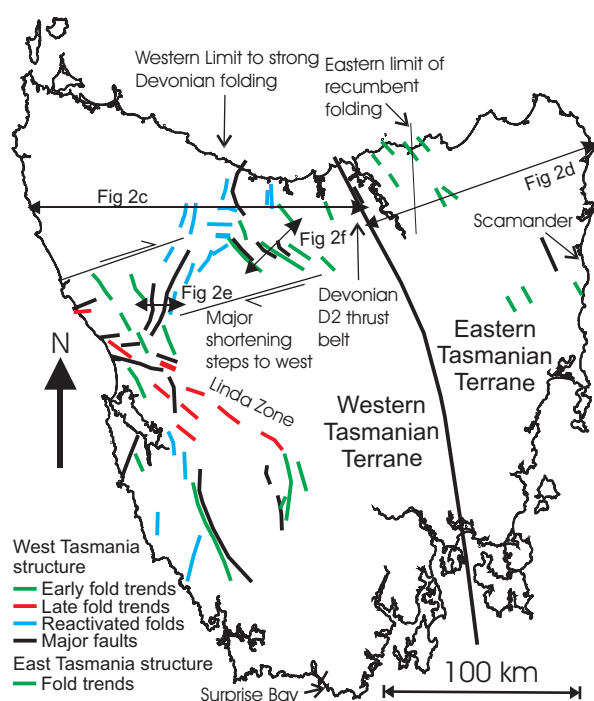 Western Limit to strong
Devonian folding
Eastern limit of
recumbent
folding
Fig 2c
Fig 2d
Fig 2f
Scamander
Fig 2e
Devonian
D2 thrust
belt
Major
shortening
steps to west
Eastern
Tasmanian
Terrane
N
Linda Zone
Western
Tasmanian
Terrane
West Tasmania
structure
Early fold trends
Late fold trends
Reactivated folds
Major faults
East Tasmania structure
Fold trends
100 km
Surprise Bay